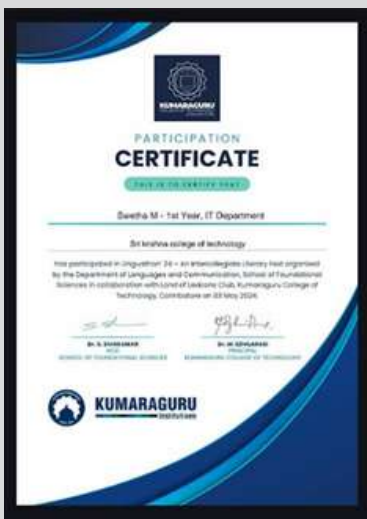 KUMARAGURU
PARTICIPATION
CERTIFICATE
THIS IS TO CERTIFY THAT
Swetha M - 1st Year, IT Department
Sri krishna college of technology
has participated in Linguathon' 24 – An Intercollegiate Literary Fest organised
by the Department of Languages and Communication, School of Foundational
Sciences in collaboration with Land of Lexicons Club, Kumaraguru College of
Technology, Coimbatore on 03 May 2024
HOD
SCHOOL OF FOUNDATIONAL SCIENCES
PRINCIPAL
KUMARAGURU COLLEGE OF TECHNOLOGY
KUMARAGURU
institutions